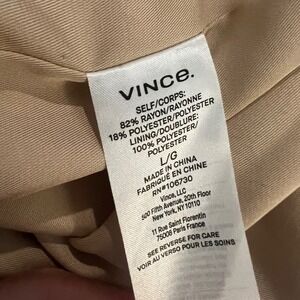 VINCE.
SELF/CORPS:
82% RAYON/RAYONNE
18% POLYESTER/POLYESTER
LINING/DOUBLURE:
100% POLYESTER/
POLYESTER
L/G
MADE IN CHINA
FABRIQUÉ EN CHINE
RN#106730
Vince, LLC
500 Fifth Avenue, 20th Floor
New York, NY 10110
11 Rue Saint Florentin
75008 Paris France
SEE REVERSE FOR CARE
VOIR AU VERSO POUR LES SOINS